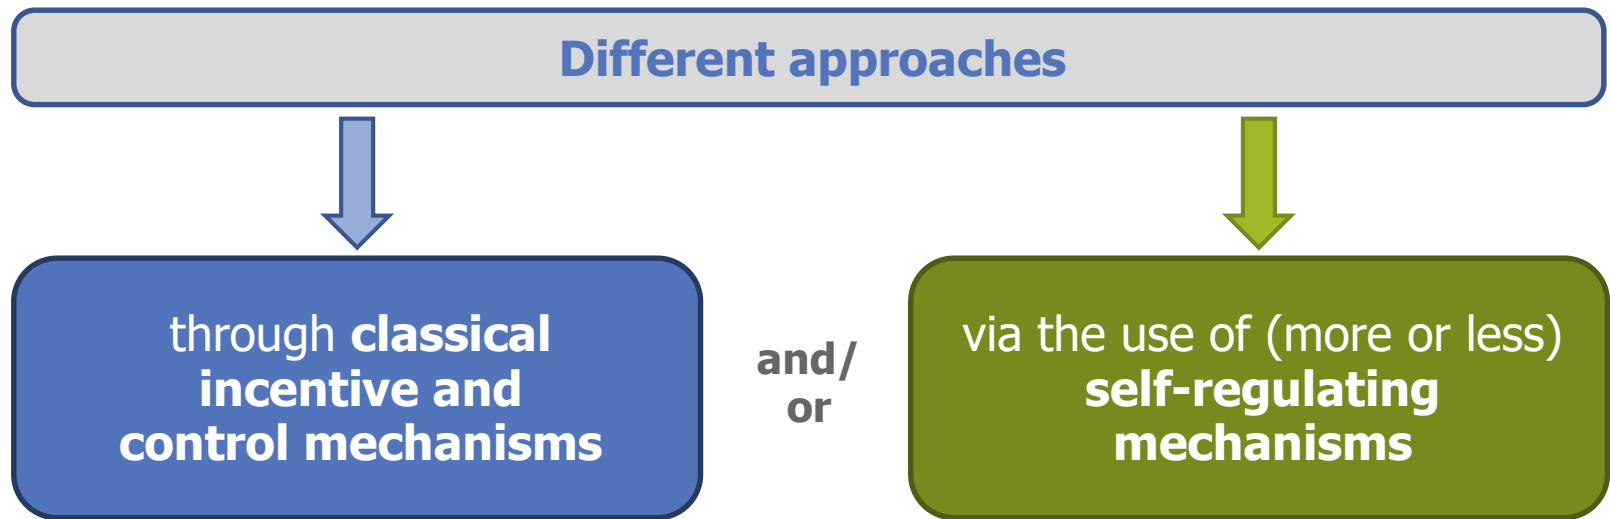 Different approaches
through classical
incentive and
control mechanisms
and/
or
via the use of (more or less)
self-regulating
mechanisms